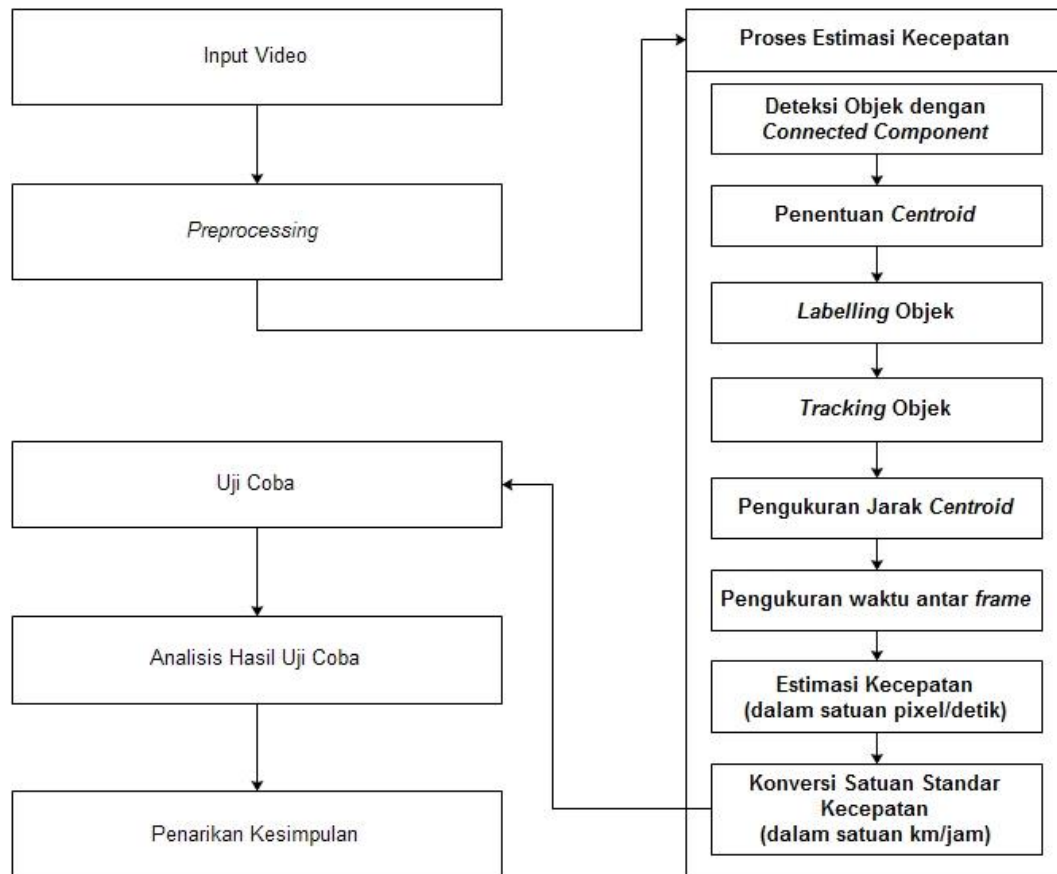 Input Video
Preprocessing
Proses Estimasi Kecepatan
Deteksi Objek dengan
Connected Component
Penentuan Centroid
Labelling Objek
Tracking Objek
Pengukuran Jarak Centroid
Pengukuran waktu antar frame
Estimasi Kecepatan
(dalam satuan pixel/detik)
Konversi Satuan Standar
Kecepatan
(dalam satuan km/jam)
Uji Coba
Analisis Hasil Uji Coba
Penarikan Kesimpulan